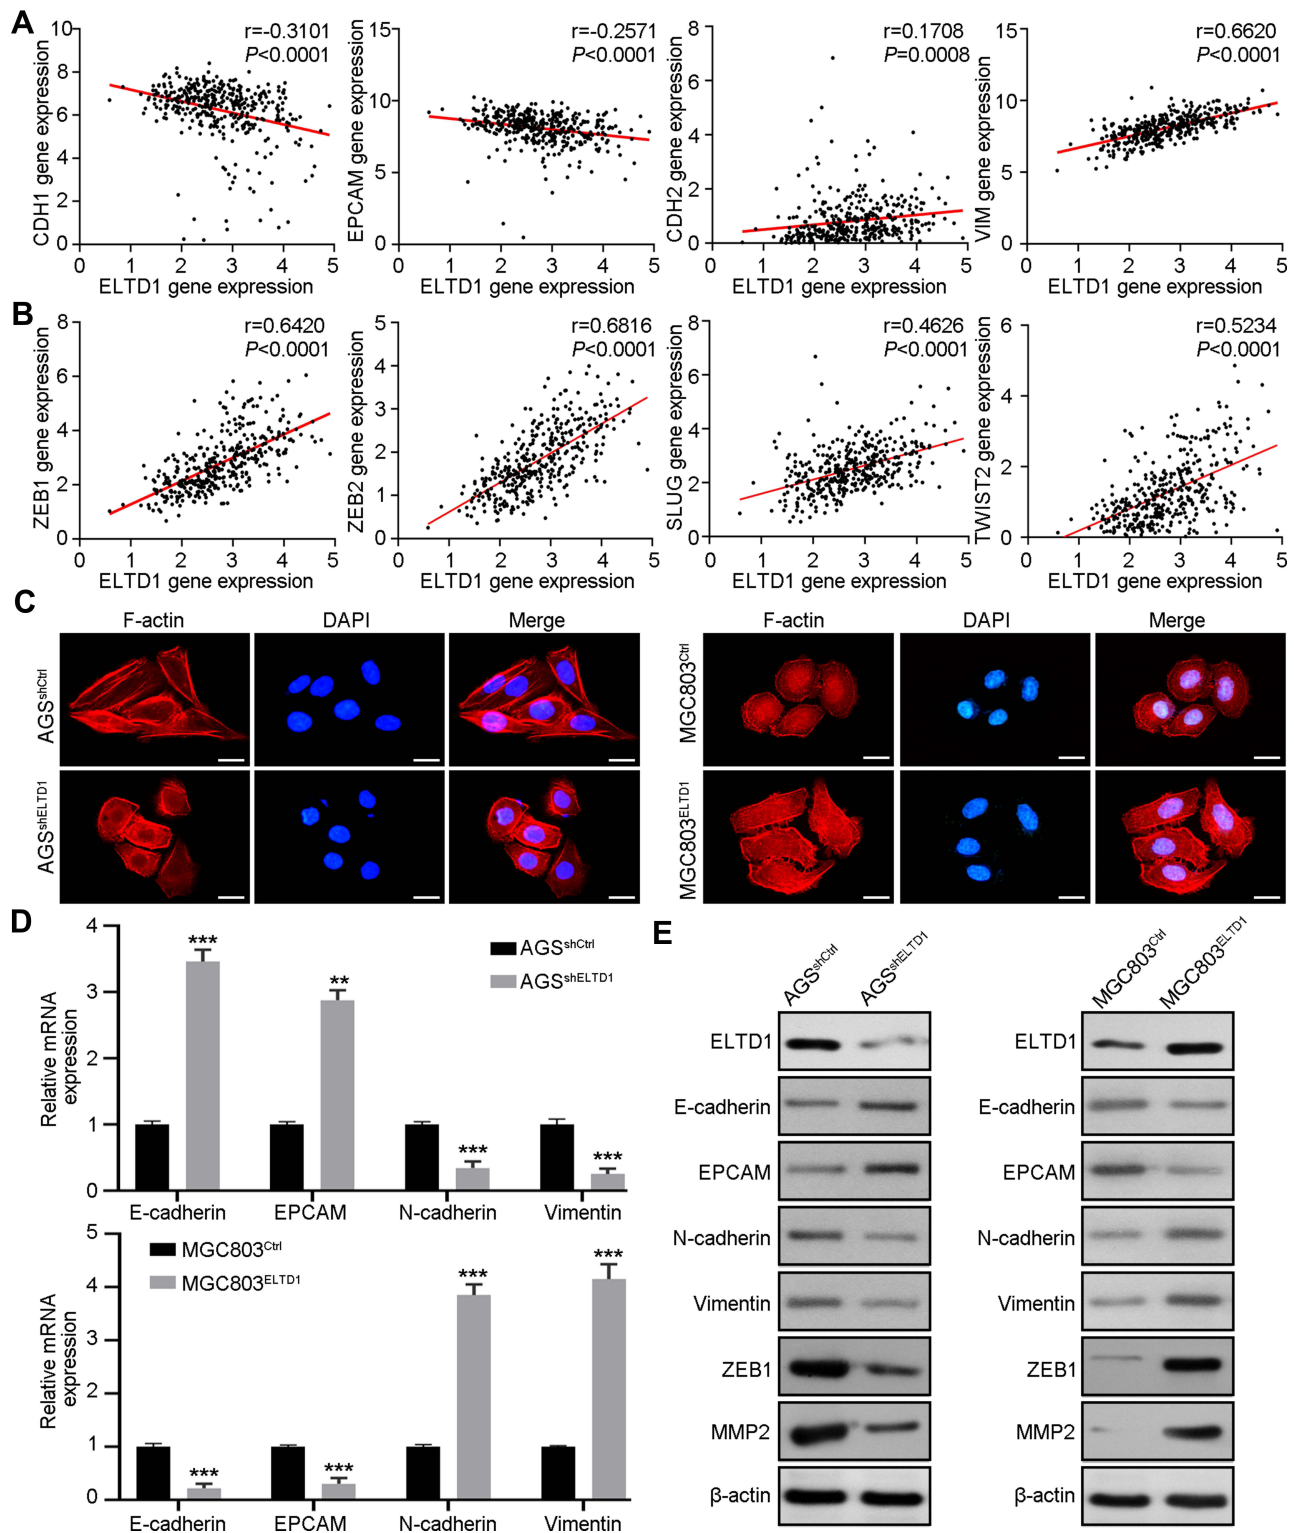 A
r=-0.3101
P<0.0001
CDH1 gene expression
10
8
6
4
2
0
0 1 2 3 4 5
ELTD1 gene expression
r=-0.2571
P<0.0001
EPCAM gene expression
15
10
5
0
0 1 2 3 4 5
ELTD1 gene expression
r=0.1708
P=0.0008
CDH2 gene expression
8
6
4
2
0
0 1 2 3 4 5
ELTD1 gene expression
r=0.6620
P<0.0001
VIM gene expression
15
10
5
0
0 1 2 3 4 5
ELTD1 gene expression
B
r=0.6420
P<0.0001
ZEB1 gene expression
8
6
4
2
0
0 1 2 3 4 5
ELTD1 gene expression
r=0.6816
P<0.0001
ZEB2 gene expression
5
4
3
2
1
0
0 1 2 3 4 5
ELTD1 gene expression
r=0.4626
P<0.0001
SLUG gene expression
8
6
4
2
0
0 1 2 3 4 5
ELTD1 gene expression
r=0.5234
P<0.0001
TWIST2 gene expression
6
4
2
0
0 1 2 3 4 5
ELTD1 gene expression
C
F-actin DAPI Merge
AGSshCtrl
AGSshELTD1
F-actin DAPI Merge
MGC803Ctrl
MGC803ELTD1
D
Relative mRNA
expression
4
3
2
1
0
AGSshCtrl
AGSshELTD1
*** ** *** ***
E-cadherin EPCAM N-cadherin Vimentin
Relative mRNA
expression
5
4
3
2
1
0
MGC803Ctrl
MGC803ELTD1
*** *** *** ***
E-cadherin EPCAM N-cadherin Vimentin
E
AGSshCtrl AGSshELTD1
ELTD1
E-cadherin
EPCAM
N-cadherin
Vimentin
ZEB1
MMP2
β-actin
MGC803Ctrl MGC803ELTD1
ELTD1
E-cadherin
EPCAM
N-cadherin
Vimentin
ZEB1
MMP2
β-actin